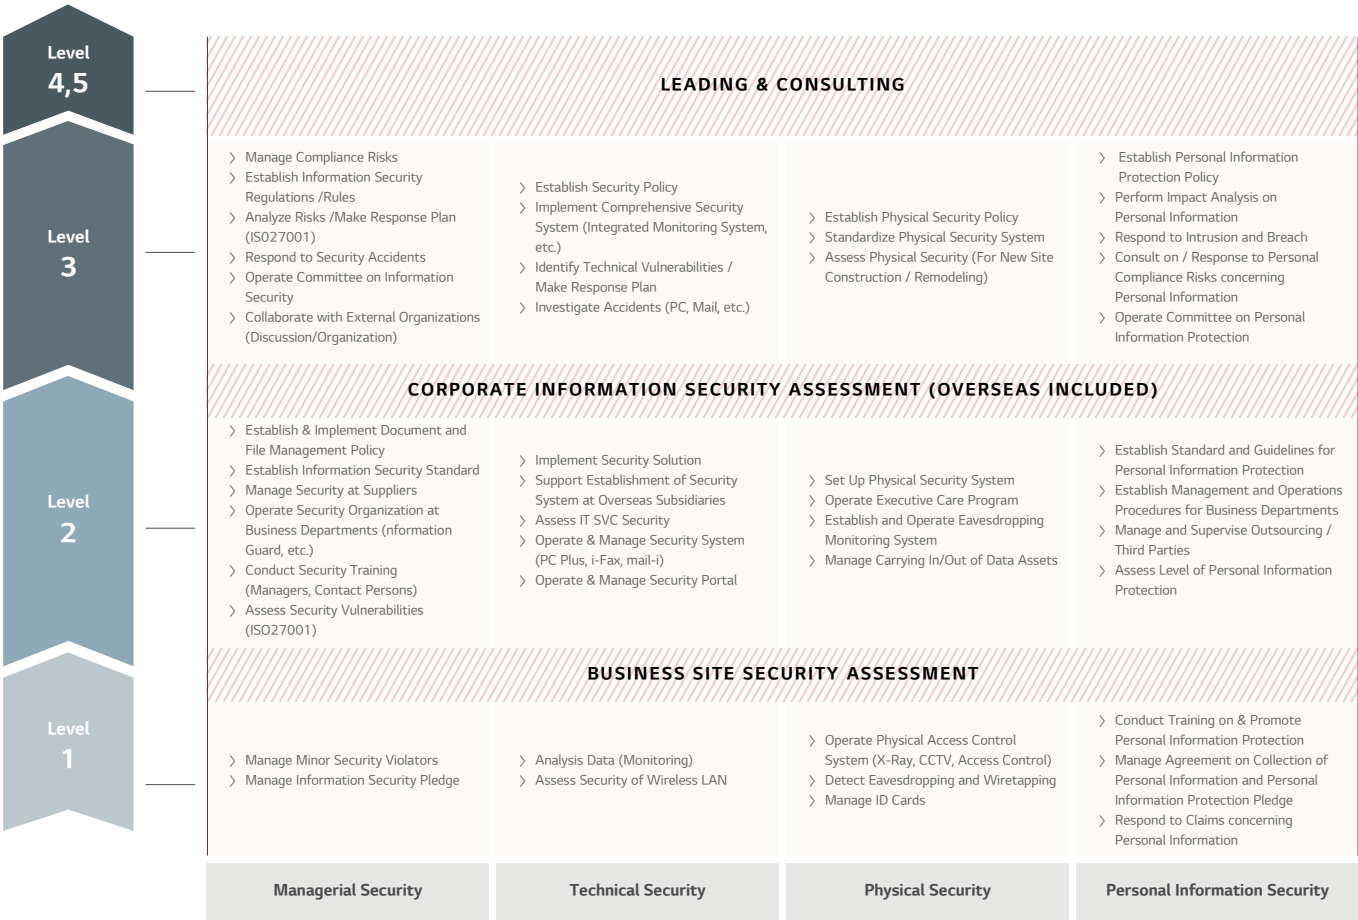 Level
4,5
LEADING & CONSULTING
Level
3
Manage Compliance Risks
Establish Information Security
Regulations /Rules
Analyze Risks /Make Response Plan
(IS027001)
Respond to Security Accidents
Operate Committee on Information
Security
Collaborate with External Organizations
(Discussion/Organization)
Establish Security Policy
Implement Comprehensive Security
System (Integrated Monitoring System,
etc.)
Identify Technical Vulnerabilities /
Make Response Plan
Investigate Accidents (PC, Mail, etc.)
Establish Physical Security Policy
Standardize Physical Security System
Assess Physical Security (For New Site
Construction / Remodeling)
Establish Personal Information
Protection Policy
Perform Impact Analysis on
Personal Information
Respond to Intrusion and Breach
Consult on / Response to Personal
Compliance Risks concerning
Personal Information
Operate Committee on Personal
Information Protection
CORPORATE INFORMATION SECURITY ASSESSMENT (OVERSEAS INCLUDED)
Level
2
Establish & Implement Document and
File Management Policy
Establish Information Security Standard
Manage Security at Suppliers
Operate Security Organization at
Business Departments (nformation
Guard, etc.)
Conduct Security Training
(Managers, Contact Persons)
Assess Security Vulnerabilities
(ISO27001)
Implement Security Solution
Support Establishment of Security
System at Overseas Subsidiaries
Assess IT SVC Security
Operate & Manage Security System
(PC Plus, i-Fax, mail-i)
Operate & Manage Security Portal
Set Up Physical Security System
Operate Executive Care Program
Establish and Operate Eavesdropping
Monitoring System
Manage Carrying In/Out of Data Assets
Establish Standard and Guidelines for
Personal Information Protection
Establish Management and Operations
Procedures for Business Departments
Manage and Supervise Outsourcing /
Third Parties
Assess Level of Personal Information
Protection
BUSINESS SITE SECURITY ASSESSMENT
Level
1
Manage Minor Security Violators
Manage Information Security Pledge
Analysis Data (Monitoring)
Assess Security of Wireless LAN
Operate Physical Access Control
System (X-Ray, CCTV, Access Control)
Detect Eavesdropping and Wiretapping
Manage ID Cards
Conduct Training on & Promote
Personal Information Protection
Manage Agreement on Collection of
Personal Information and Personal
Information Protection Pledge
Respond to Claims concerning
Personal Information
Managerial Security
Technical Security
Physical Security
Personal Information Security